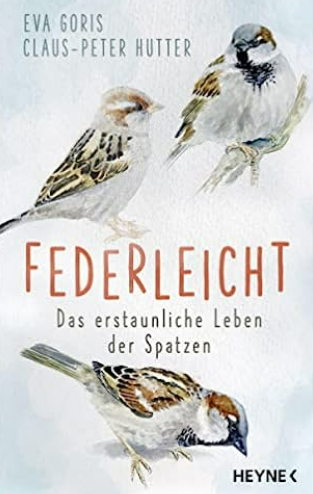 EVA GORIS
CLAUS-PETER HUTTER
FEDERLEICHT
Das erstaunliche Leben
der Spatzen
HEYNE